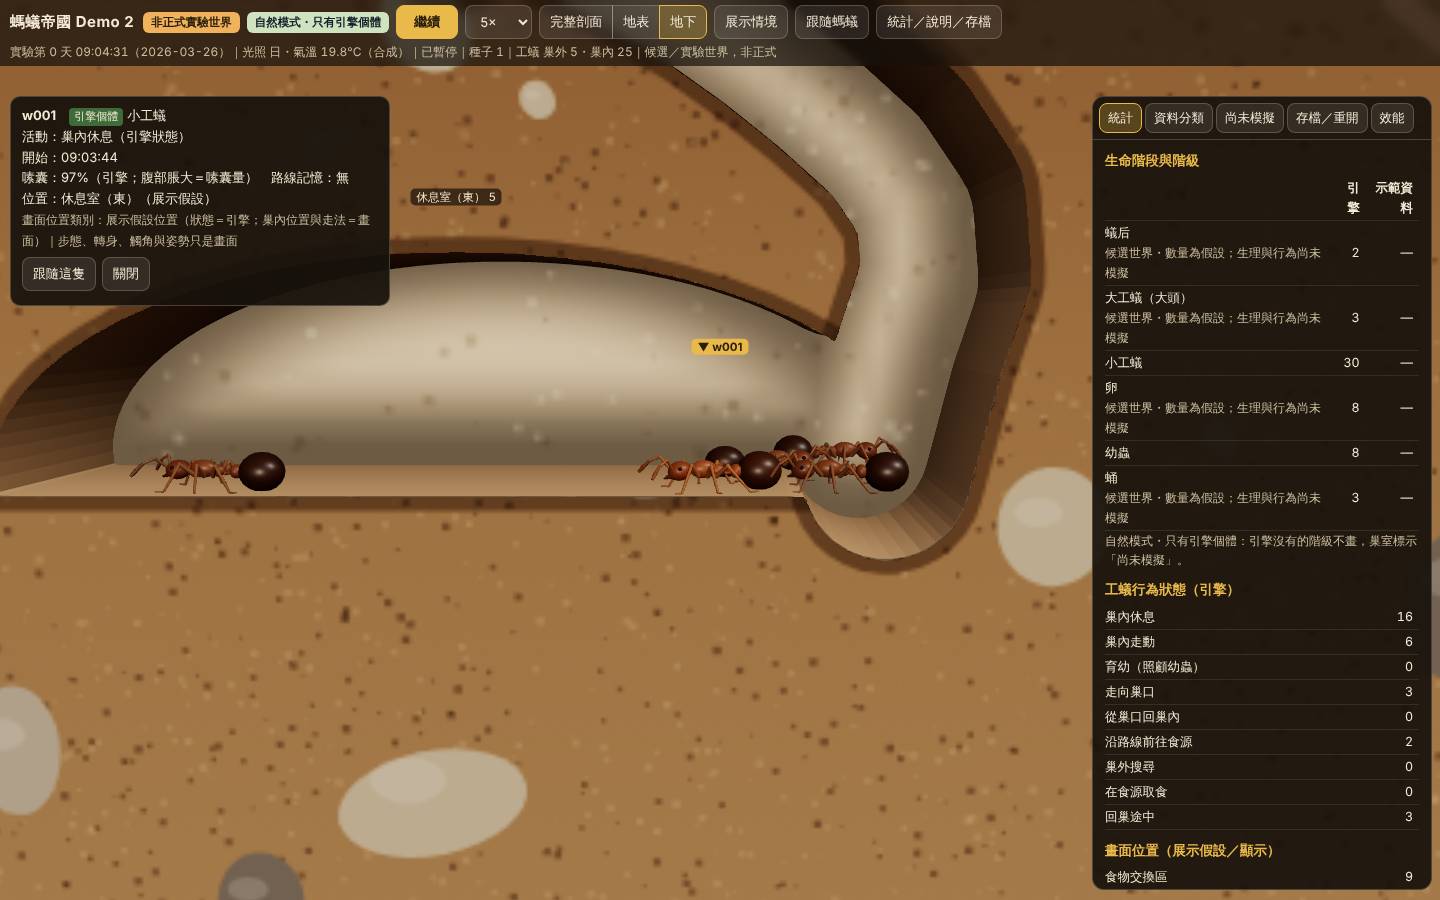 螞蟻帝國 Demo 2 非正式實驗世界 自然模式・只有引擎個體 繼續 5× 完整剖面 地表 地下 展示情境 跟隨螞蟻 統計／說明／存檔
實驗第 0 天 09:04:31（2026-03-26）｜光照 日・氣溫 19.8°C（合成）｜已暫停｜種子 1｜工蟻 巢外 5・巢內 25｜候選／實驗世界，非正式
w001 引擎個體 小工蟻
活動：巢內休息（引擎狀態）
開始：09:03:44
嗉囊：97%（引擎；腹部脹大＝嗉囊量） 路線記憶：無
位置：休息室（東）（展示假設）
畫面位置類別：展示假設位置（狀態＝引擎；巢內位置與走法＝畫
面）｜步態、轉身、觸角與姿勢只是畫面
跟隨這隻 關閉
休息室（東） 5
▼ w001
統計 資料分類 尚未模擬 存檔／重開 效能
生命階段與階級
引
擎
示範資
料
蟻后
候選世界・數量為假設；生理與行為尚未
模擬
2 —
大工蟻（大頭）
候選世界・數量為假設；生理與行為尚未
模擬
3 —
小工蟻 30 —
卵
候選世界・數量為假設；生理與行為尚未
模擬
8 —
幼蟲 8 —
蛹
候選世界・數量為假設；生理與行為尚未
模擬
3 —
自然模式・只有引擎個體：引擎沒有的階級不畫，巢室標示
「尚未模擬」。
工蟻行為狀態（引擎）
巢內休息 16
巢內走動 6
育幼（照顧幼蟲） 0
走向巢口 3
從巢口回巢內 0
沿路線前往食源 2
巢外搜尋 0
在食源取食 0
回巢途中 3
畫面位置（展示假設／顯示）
食物交換區 9